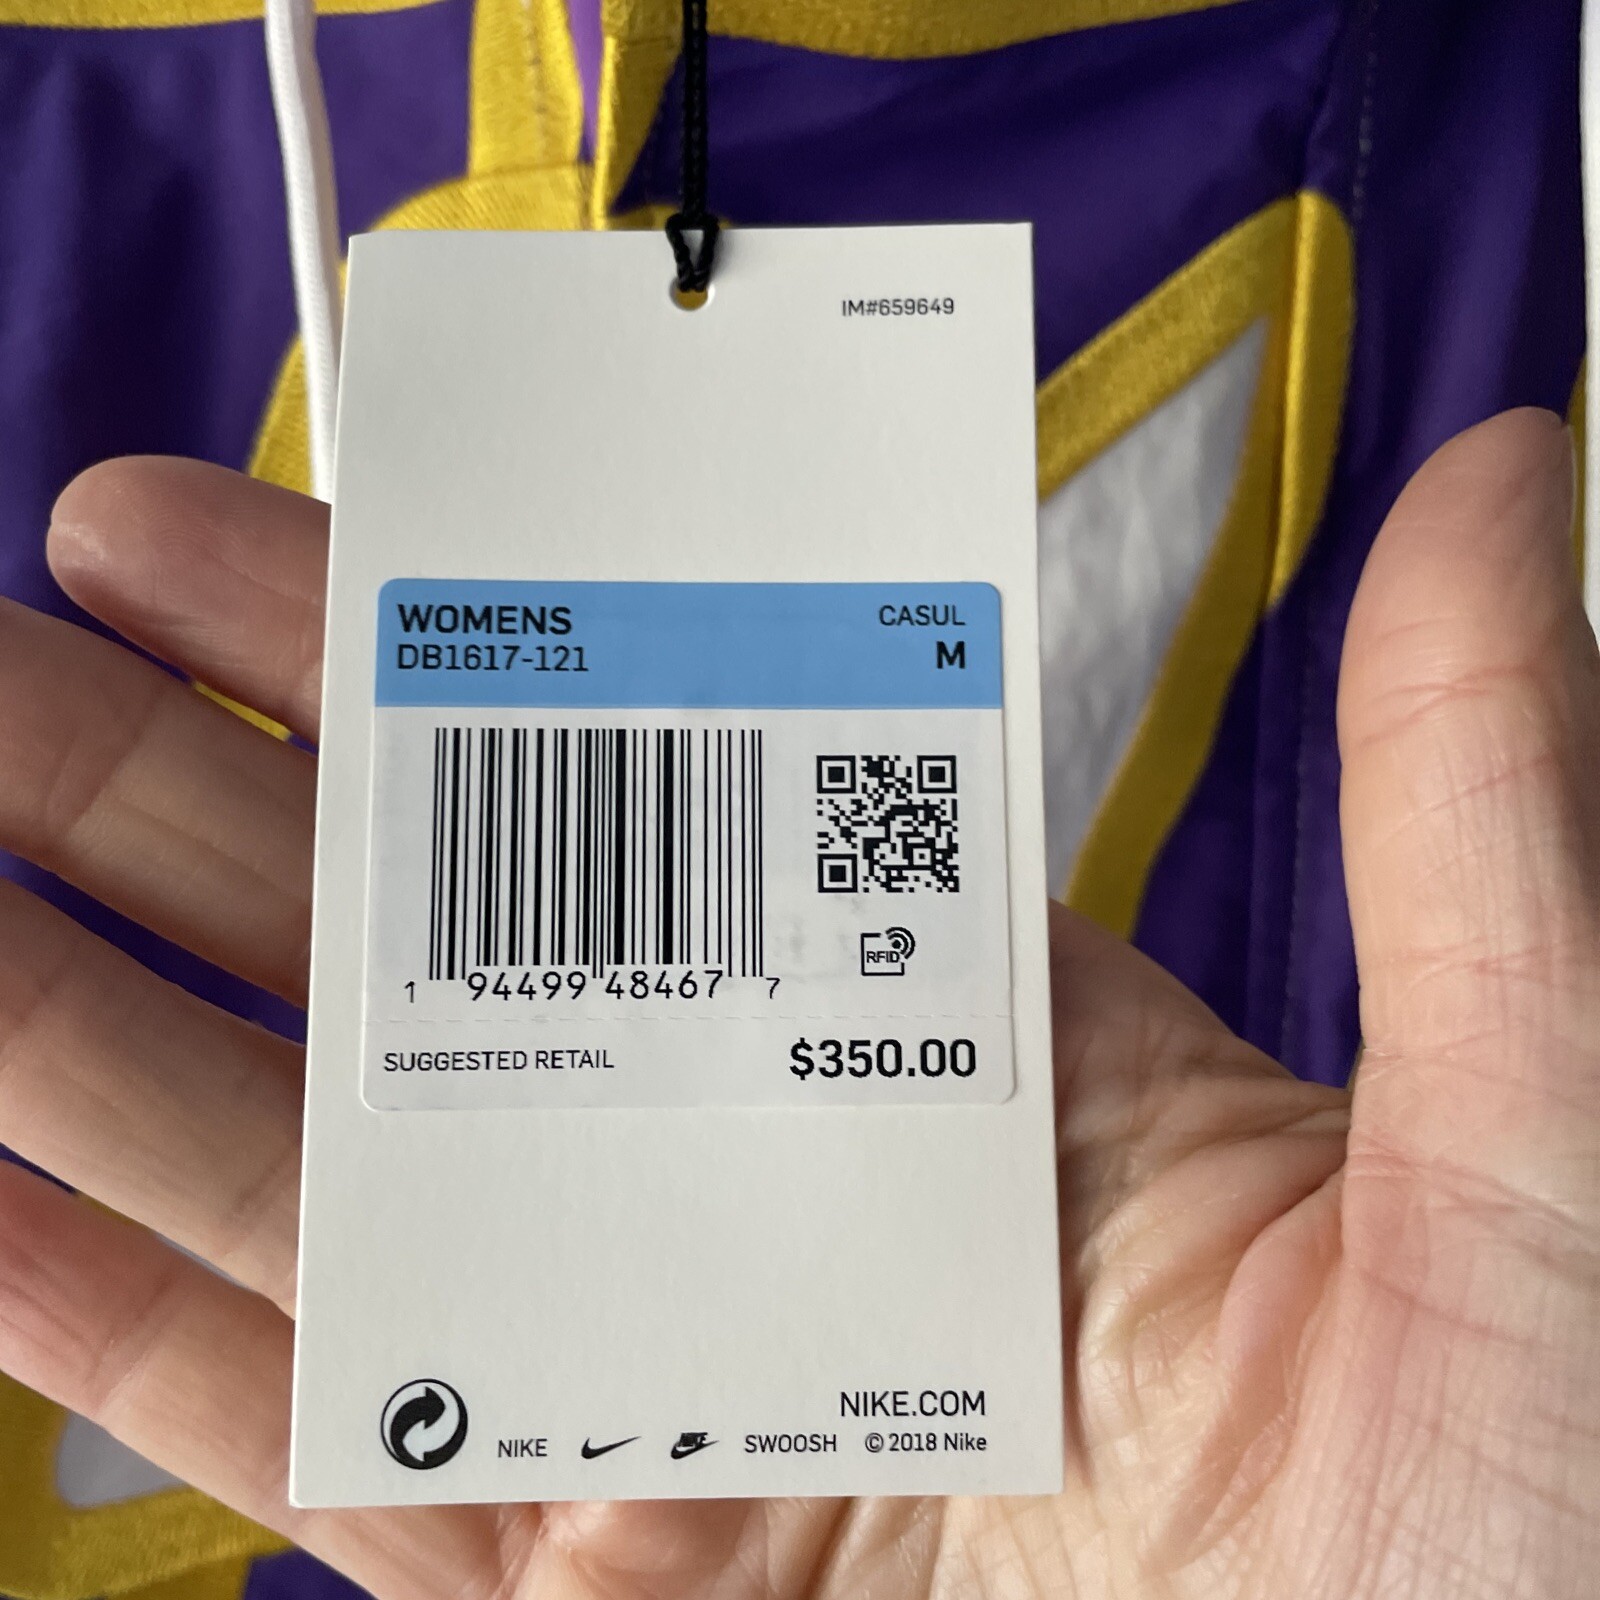 IM#659649
WOMENS CASUL
DB1617-121 M
1 94499 48467 7
RFID
SUGGESTED RETAIL $350.00
NIKE.COM
NIKE NIKE SWOOSH © 2018 Nike